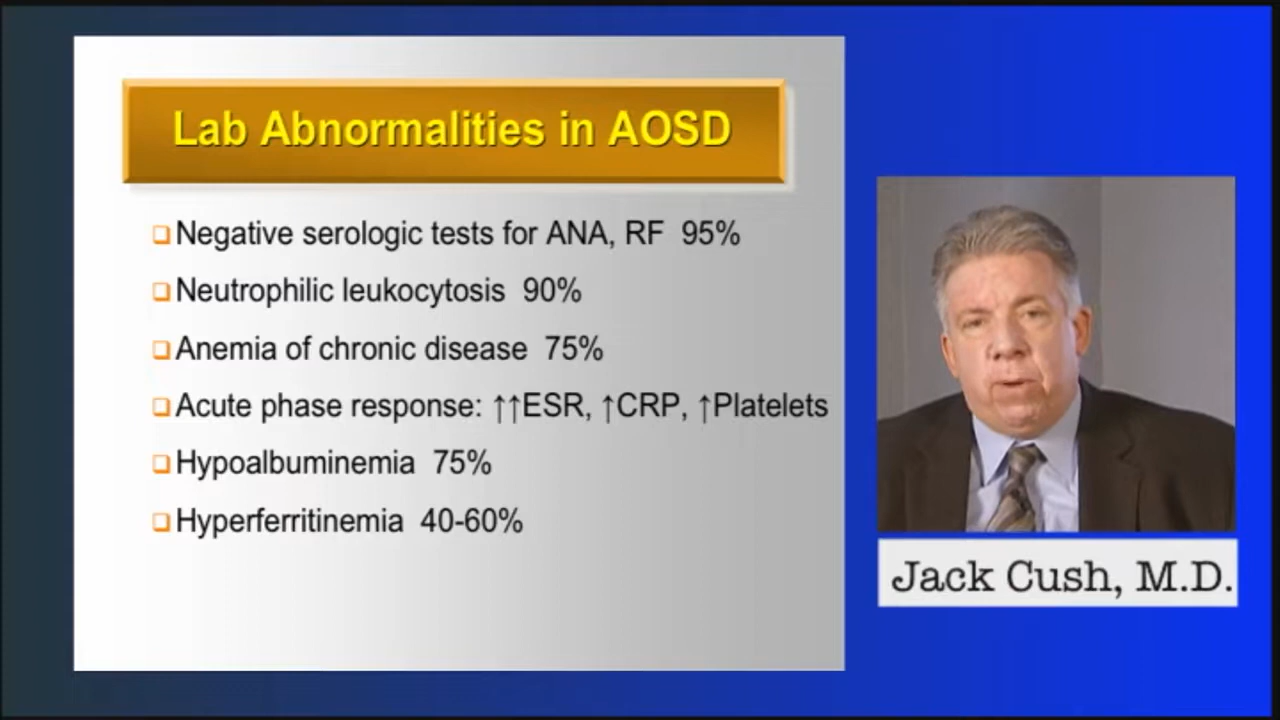 Lab Abnormalities in AOSD
Negative serologic tests for ANA, RF 95%
Neutrophilic leukocytosis 90%
Anemia of chronic disease 75%
Acute phase response: ↑↑ESR, ↑CRP, ↑Platelets
Hypoalbuminemia 75%
Hyperferritinemia 40-60%
Jack Cush, M.D.